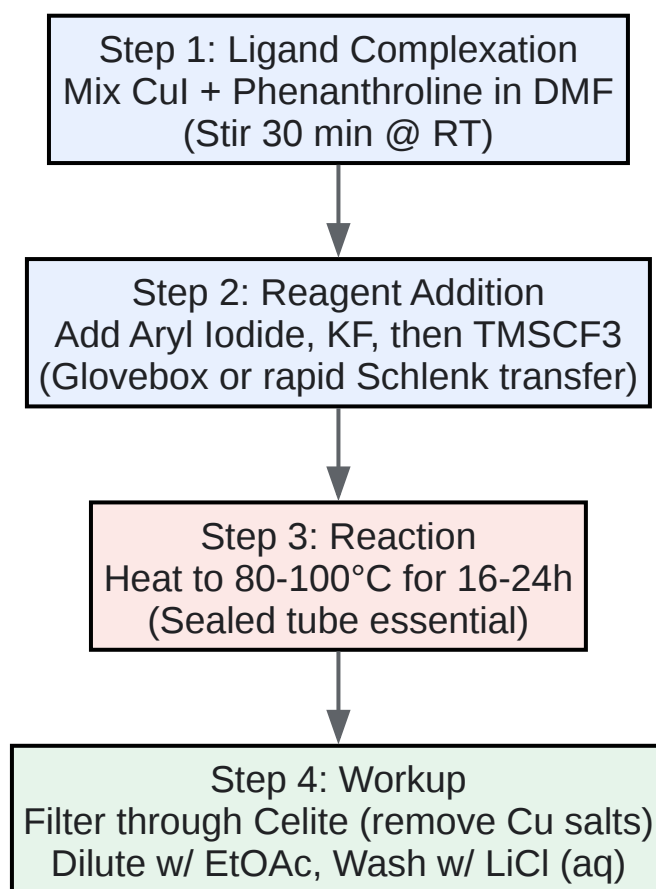 Step 1: Ligand Complexation
Mix CuI + Phenanthroline in DMF
(Stir 30 min @ RT)
Step 2: Reagent Addition
Add Aryl Iodide, KF, then TMSCF3
(Glovebox or rapid Schlenk transfer)
Step 3: Reaction
Heat to 80-100°C for 16-24h
(Sealed tube essential)
Step 4: Workup
Filter through Celite (remove Cu salts)
Dilute w/ EtOAc, Wash w/ LiCl (aq)